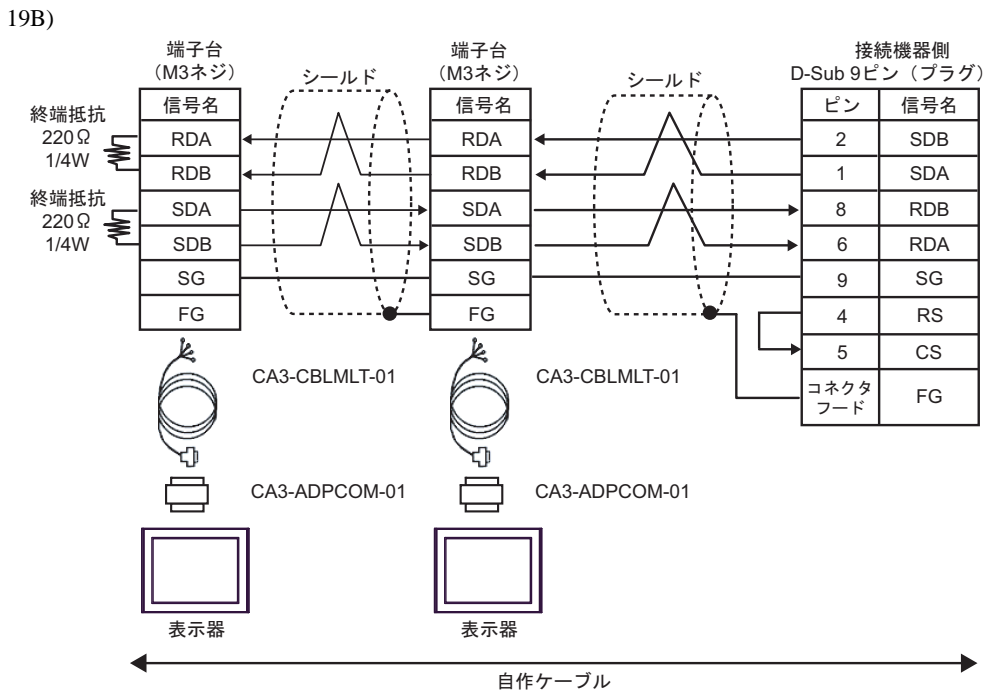 19B)
端子台
(M3ネジ)
端子台
(M3ネジ)
接続機器側
D-Sub 9ピン(プラグ)
シールド
シールド
終端抵抗
220Ω
1/4W
終端抵抗
220Ω
1/4W
信号名
RDA
RDB
SDA
SDB
SG
FG
信号名
RDA
RDB
SDA
SDB
SG
FG
ピン 信号名
2 SDB
1 SDA
8 RDB
6 RDA
9 SG
4 RS
5 CS
コネクタ
フード FG
CA3-CBLMLT-01 CA3-CBLMLT-01
CA3-ADPCOM-01 CA3-ADPCOM-01
表示器 表示器
自作ケーブル